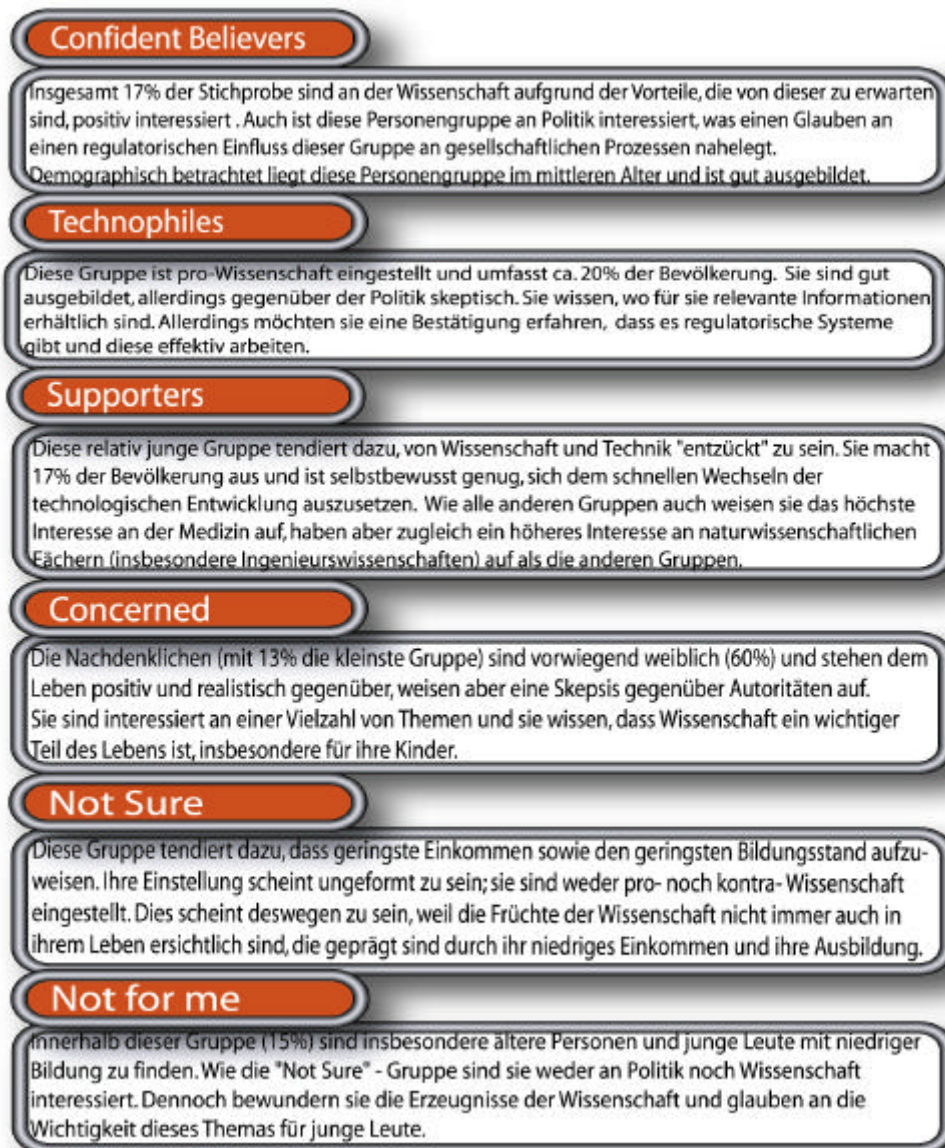 Confident Believers
Insgesamt 17% der Stichprobe sind an der Wissenschaft aufgrund der Vorteile, die von dieser zu erwarten
sind, positiv interessiert . Auch ist diese Personengruppe an Politik interessiert, was einen Glauben an
einen regulatorischen Einfluss dieser Gruppe an gesellschaftlichen Prozessen nahelegt.
Demographisch betrachtet liegt diese Personengruppe im mittleren Alter und ist gut ausgebildet.
Technophiles
Diese Gruppe ist pro-Wissenschaft eingestellt und umfasst ca. 20% der Bevölkerung. Sie sind gut
ausgebildet, allerdings gegenüber der Politik skeptisch. Sie wissen, wo für sie relevante Informationen
erhältlich sind. Allerdings möchten sie eine Bestätigung erfahren, dass es regulatorische Systeme
gibt und diese effektiv arbeiten.
Supporters
Diese relativ junge Gruppe tendiert dazu, von Wissenschaft und Technik "entzückt" zu sein. Sie macht
17% der Bevölkerung aus und ist selbstbewusst genug, sich dem schnellen Wechseln der
technologischen Entwicklung auszusetzen. Wie alle anderen Gruppen auch weisen sie das höchste
Interesse an der Medizin auf, haben aber zugleich ein höheres Interesse an naturwissenschaftlichen
Fächern (insbesondere Ingenieurswissenschaften) auf als die anderen Gruppen.
Concerned
Die Nachdenklichen (mit 13% die kleinste Gruppe) sind vorwiegend weiblich (60%) und stehen dem
Leben positiv und realistisch gegenüber, weisen aber eine Skepsis gegenüber Autoritäten auf.
Sie sind interessiert an einer Vielzahl von Themen und sie wissen, dass Wissenschaft ein wichtiger
Teil des Lebens ist, insbesondere für ihre Kinder.
Not Sure
Diese Gruppe tendiert dazu, dass geringste Einkommen sowie den geringsten Bildungsstand aufzu-
weisen. Ihre Einstellung scheint ungeformt zu sein; sie sind weder pro- noch kontra- Wissenschaft
eingestellt. Dies scheint deswegen zu sein, weil die Früchte der Wissenschaft nicht immer auch in
ihrem Leben ersichtlich sind, die geprägt sind durch ihr niedriges Einkommen und ihre Ausbildung.
Not for me
Innerhalb dieser Gruppe (15%) sind insbesondere ältere Personen und junge Leute mit niedriger
Bildung zu finden. Wie die "Not Sure" - Gruppe sind sie weder an Politik noch Wissenschaft
interessiert. Dennoch bewundern sie die Erzeugnisse der Wissenschaft und glauben an die
Wichtigkeit dieses Themas für junge Leute.